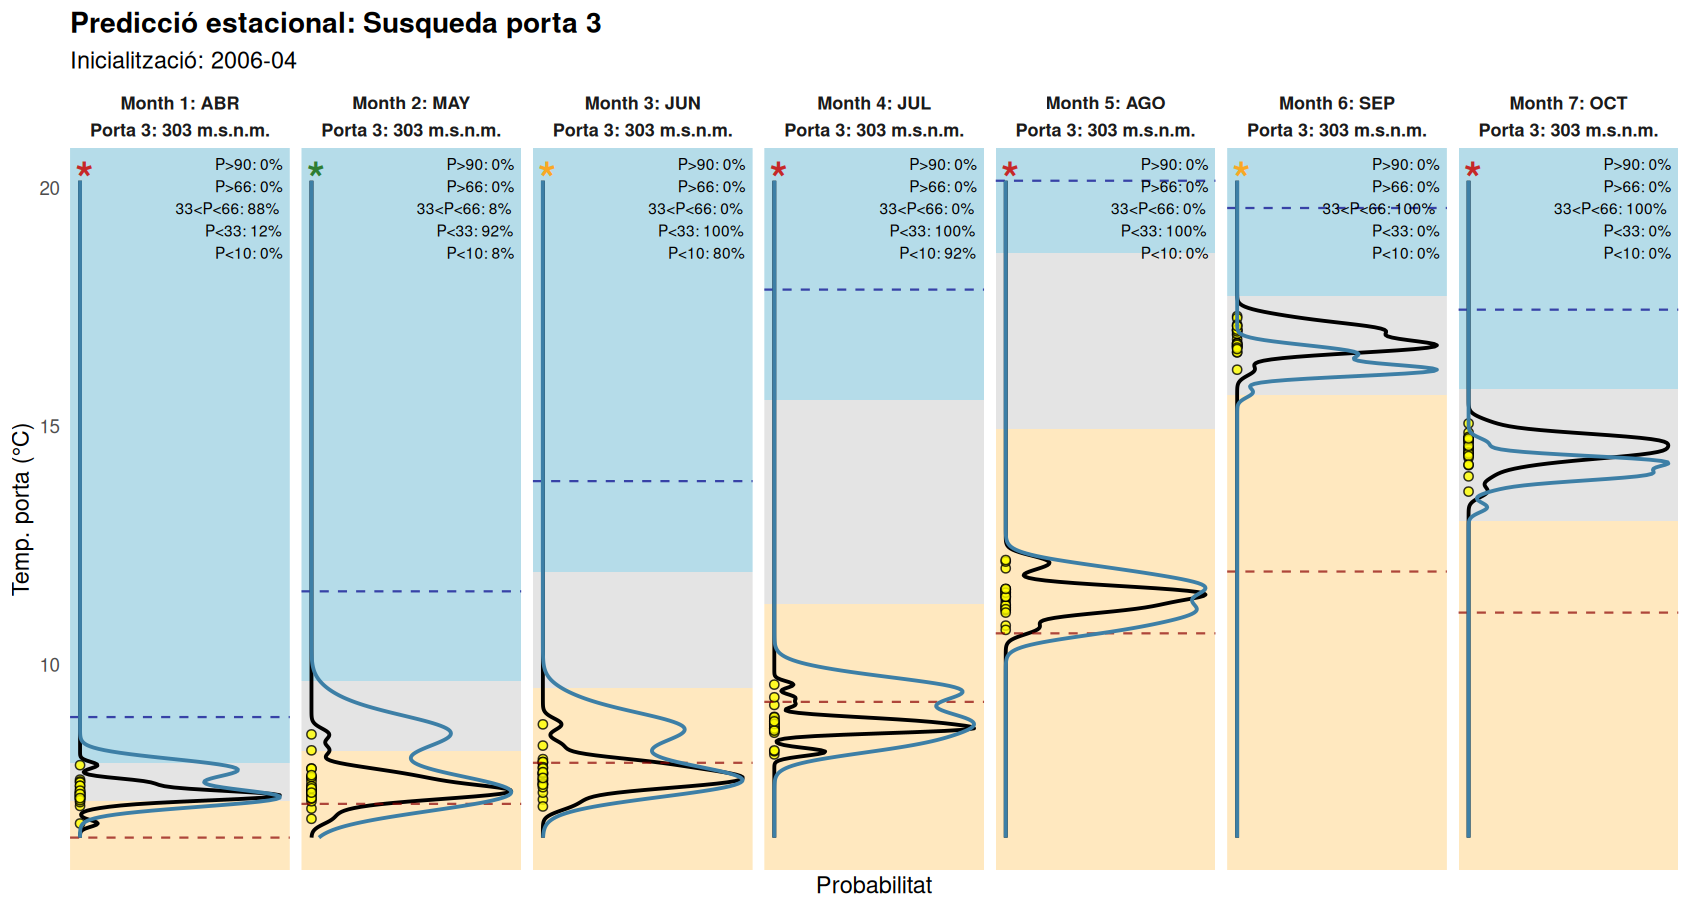 Predicció estacional: Susqueda porta 3
Inicialització: 2006-04
Month 1: ABR
Porta 3: 303 m.s.n.m.
Month 2: MAY
Porta 3: 303 m.s.n.m.
Month 3: JUN
Porta 3: 303 m.s.n.m.
Month 4: JUL
Porta 3: 303 m.s.n.m.
Month 5: AGO
Porta 3: 303 m.s.n.m.
Month 6: SEP
Porta 3: 303 m.s.n.m.
Month 7: OCT
Porta 3: 303 m.s.n.m.
*
P>90: 0%
P>66: 0%
33<P<66: 88%
P<33: 12%
P<10: 0%
*
P>90: 0%
P>66: 0%
33<P<66: 8%
P<33: 92%
P<10: 8%
*
P>90: 0%
P>66: 0%
33<P<66: 0%
P<33: 100%
P<10: 80%
*
P>90: 0%
P>66: 0%
33<P<66: 0%
P<33: 100%
P<10: 92%
*
P>90: 0%
P>66: 0%
33<P<66: 0%
P<33: 100%
P<10: 0%
*
P>90: 0%
P>66: 0%
33<P<66: 100%
P<33: 0%
P<10: 0%
*
P>90: 0%
P>66: 0%
33<P<66: 100%
P<33: 0%
P<10: 0%
20
15
10
Temp. porta (°C)
Probabilitat